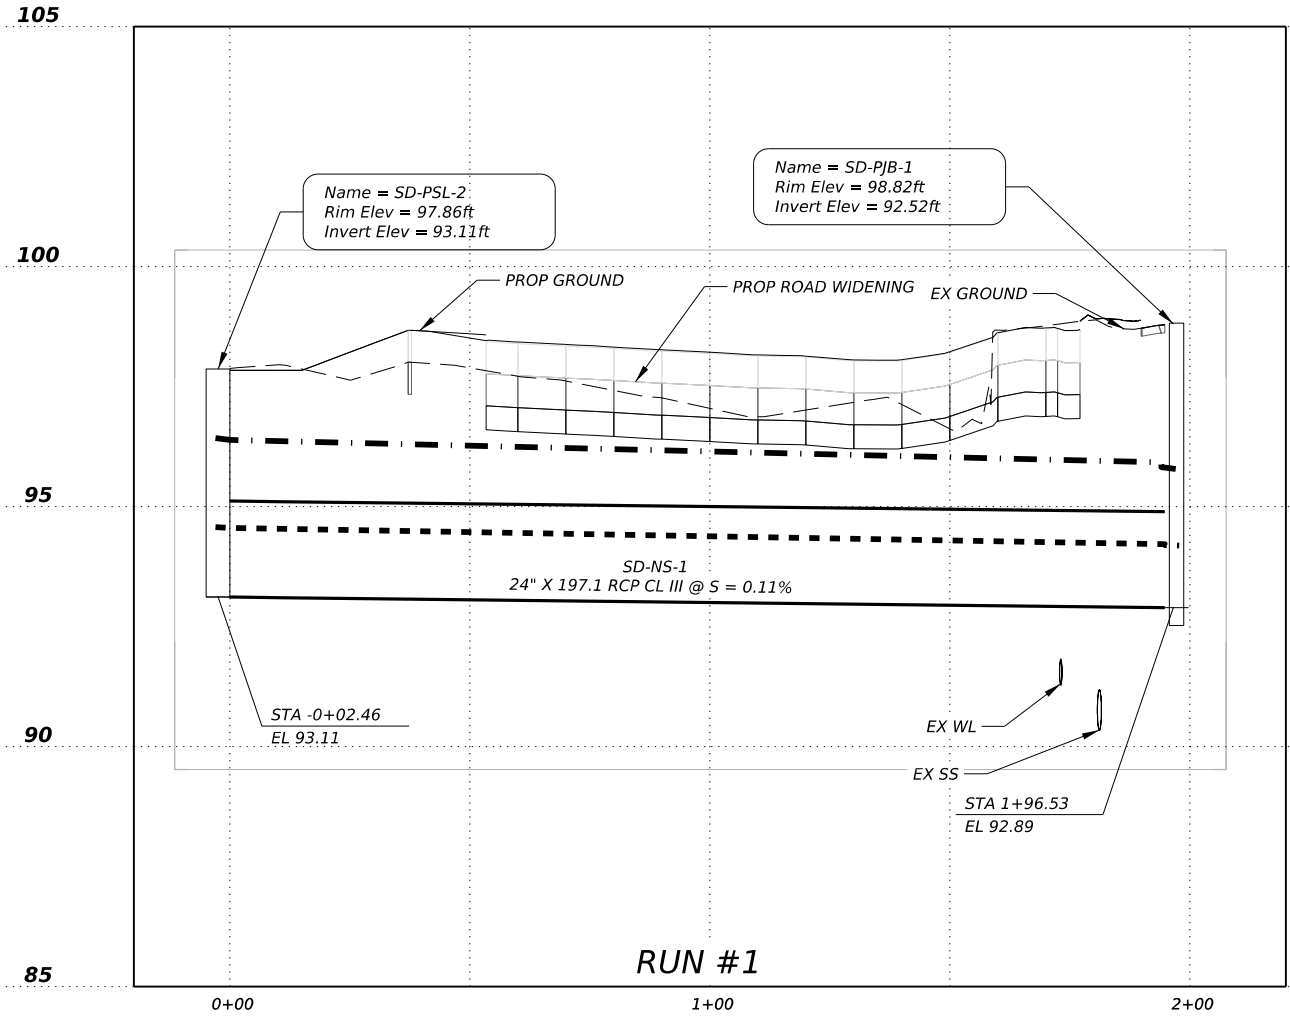 105
Name = SD-PJB-1
Rim Elev = 98.82ft
Invert Elev = 92.52ft
Name = SD-PSL-2
Rim Elev = 97.86ft
Invert Elev = 93.11ft
100
PROP GROUND
PROP ROAD WIDENING
EX GROUND
95
SD-NS-1
24" X 197.1 RCP CL III @ S = 0.11%
STA -0+02.46
EL 93.11
EX WL
90
EX SS
STA 1+96.53
EL 92.89
RUN #1
85
0+00
1+00
2+00